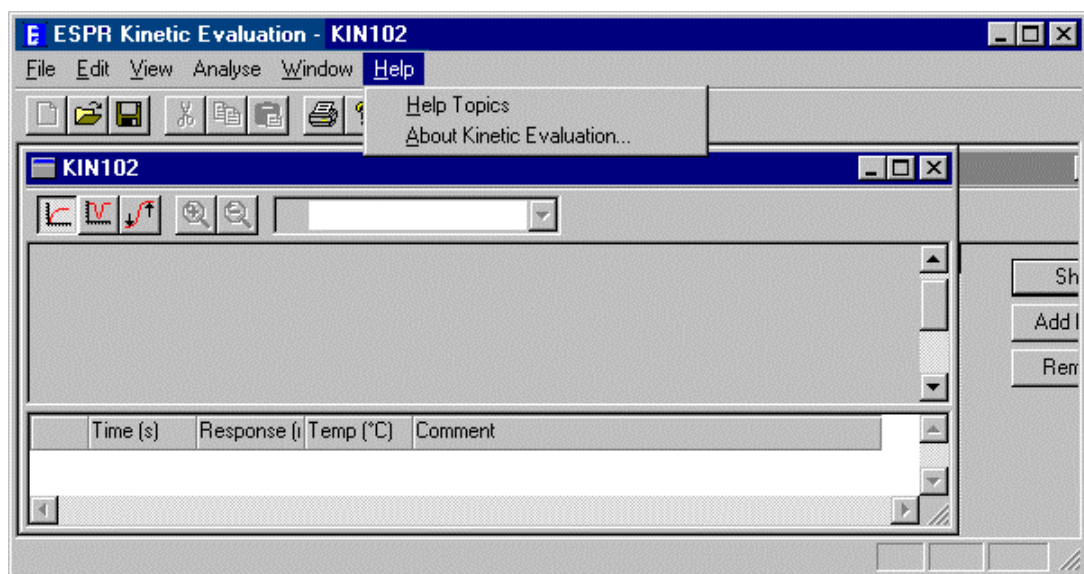 ESPR Kinetic Evaluation - KIN102
File Edit View Analyse Window Help
Help Topics
About Kinetic Evaluation...
KIN102
Sh
Add I
Rem
Time (s) Response (r Temp (°C) Comment